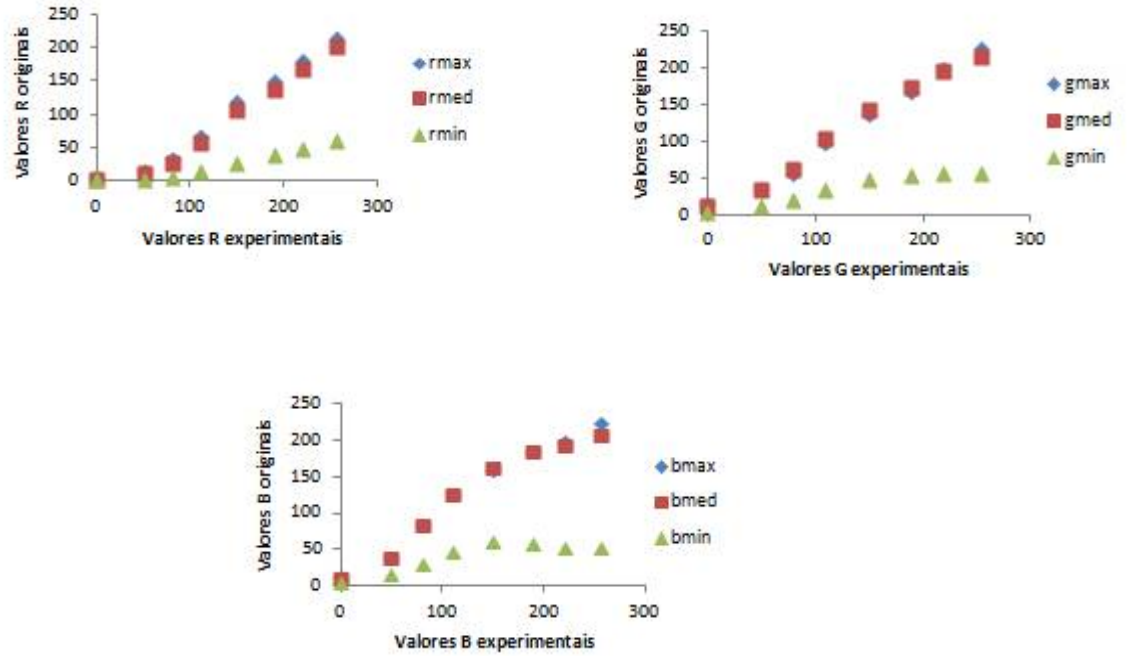 250
200
150
100
50
0
Valores R originais
0 100 200 300
Valores R experimentais
rmax
rmed
rmin
250
200
150
100
50
0
Valores G originais
0 100 200 300
Valores G experimentais
gmax
gmed
gmin
250
200
150
100
50
0
Valores B originais
0 100 200 300
Valores B experimentais
bmax
bmed
bmin